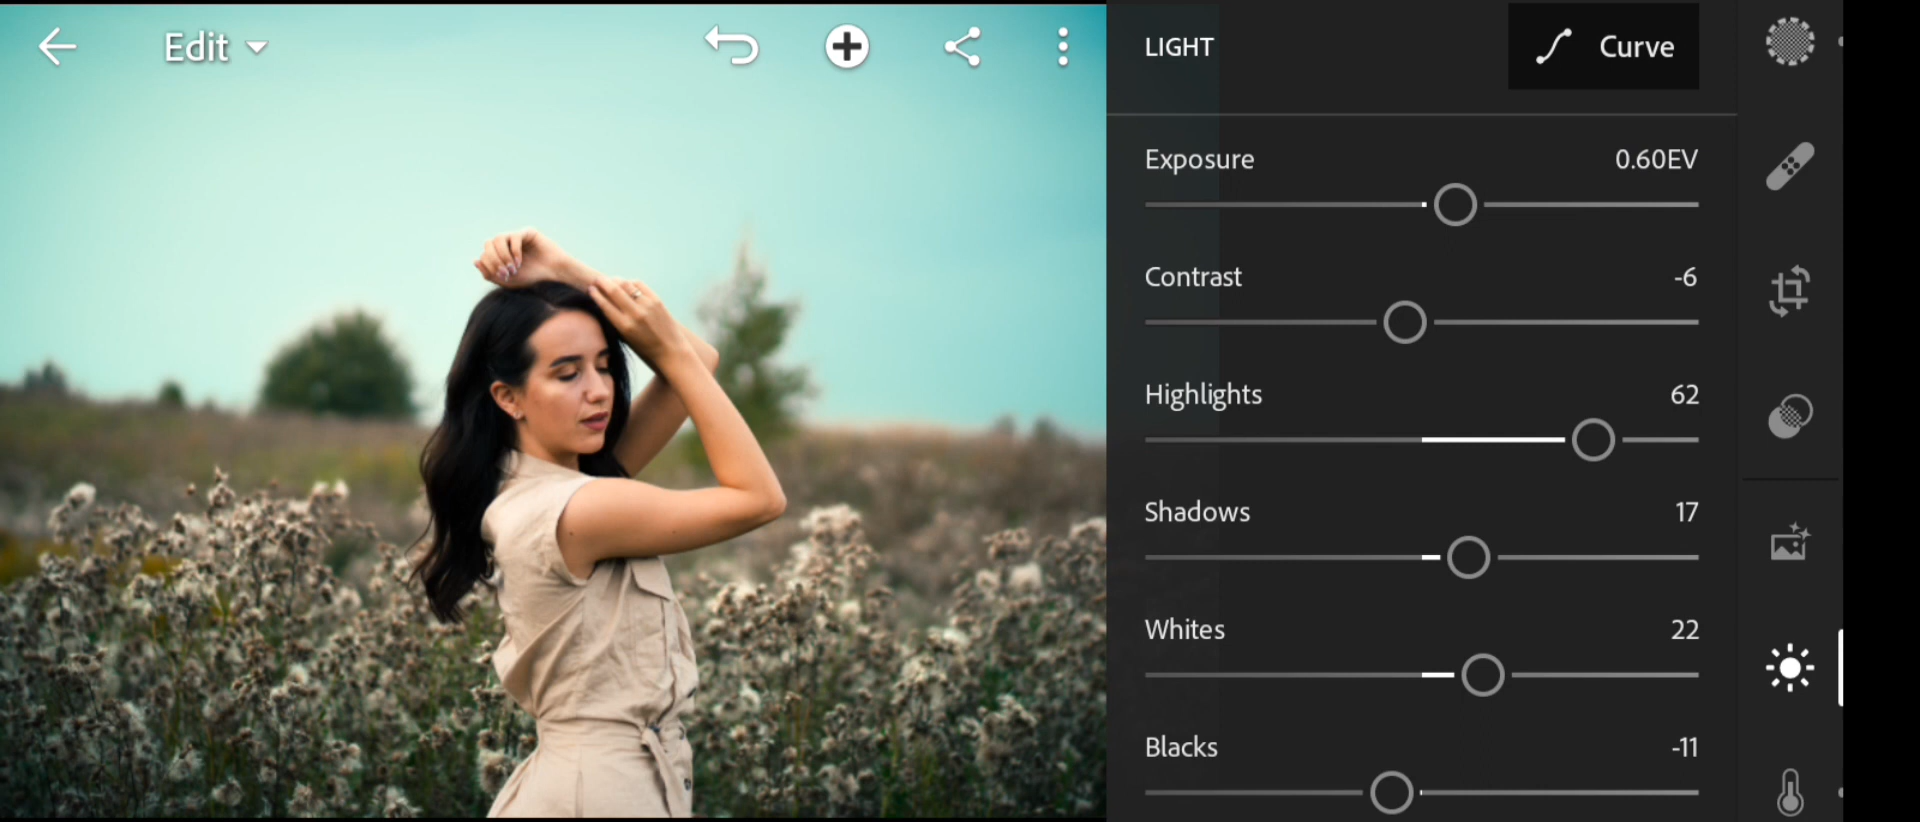 Edit
LIGHT
Curve
Exposure 0.60EV
Contrast -6
Highlights 62
Shadows 17
Whites 22
Blacks -11